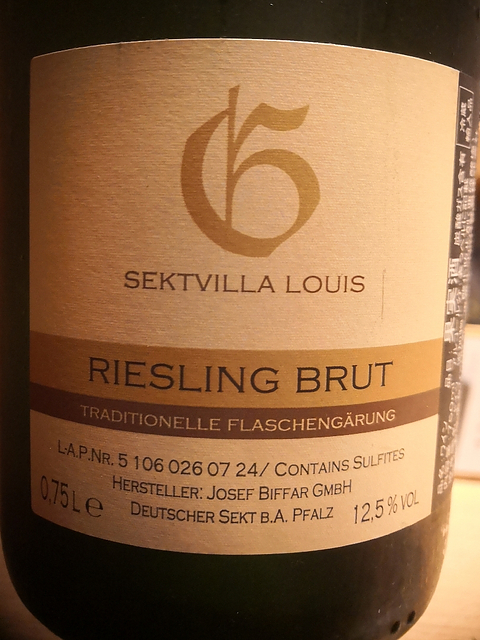 G
SEKTVILLA LOUIS
RIESLING BRUT
TRADITIONELLE FLASCHENGÄRUNG
L-A.P.NR. 5 106 026 07 24/ CONTAINS SULFITES
HERSTELLER: JOSEF BIFFAR GMBH
0,75 L e DEUTSCHER SEKT B.A. PFALZ 12,5 % VOL